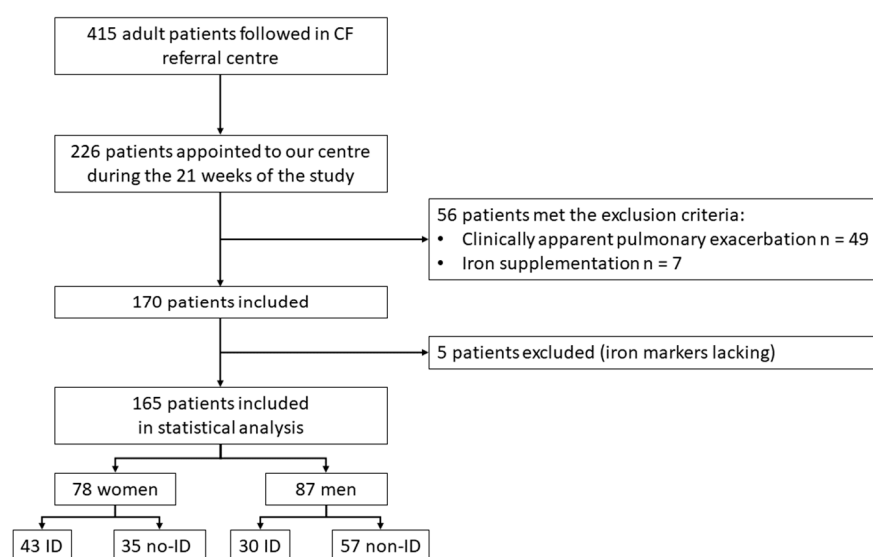 415 adult patients followed in CF
referral centre
226 patients appointed to our centre
during the 21 weeks of the study
56 patients met the exclusion criteria:
• Clinically apparent pulmonary exacerbation n = 49
• Iron supplementation n = 7
170 patients included
5 patients excluded (iron markers lacking)
165 patients included
in statistical analysis
78 women
87 men
43 ID
35 no-ID
30 ID
57 non-ID